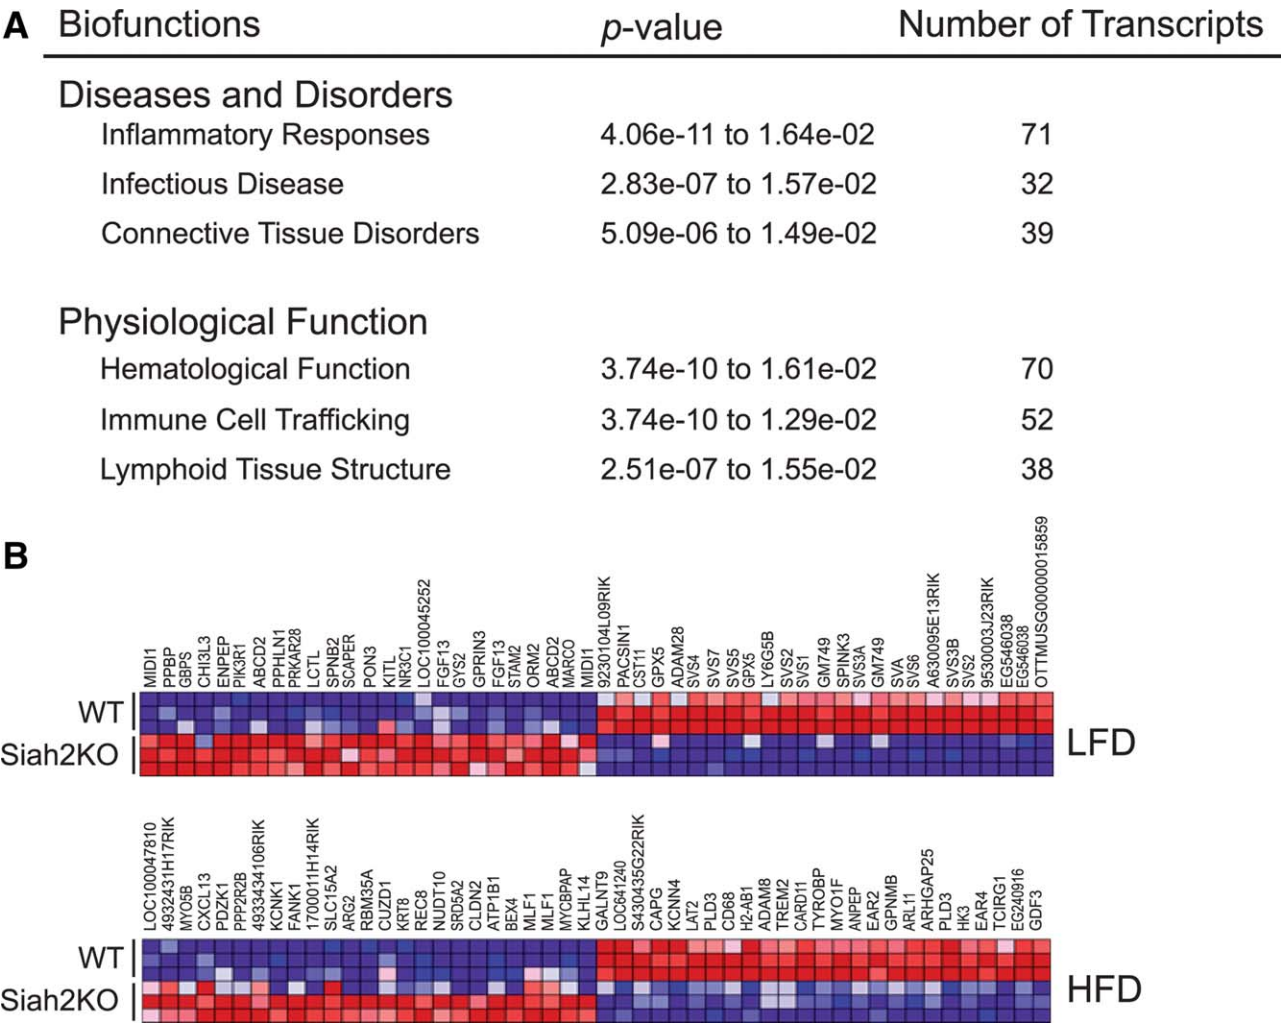 A Biofunctions p-value Number of Transcripts
Diseases and Disorders
Inflammatory Responses 4.06e-11 to 1.64e-02 71
Infectious Disease 2.83e-07 to 1.57e-02 32
Connective Tissue Disorders 5.09e-06 to 1.49e-02 39
Physiological Function
Hematological Function 3.74e-10 to 1.61e-02 70
Immune Cell Trafficking 3.74e-10 to 1.29e-02 52
Lymphoid Tissue Structure 2.51e-07 to 1.55e-02 38
B
MIDI1 PPBP GBPS CHI3L3 ENPEP PIK3R1 ABCD2 PPHLN1 PRKAR28 LCTL SPNB2 SCAPER PON3 KITL NR3C1 LOC100045252 FGF13 GYS2 GPRIN3 FGF13 STAM2 ORM2 ABCD2 MARCO MIDI1 9230104L09RIK PACSIN1 CST11 GPX5 ADAM28 SVS4 SVS7 SVS5 GPX5 LY6G5B SVS2 SVS1 GM749 SPINK3 SVS3A GM749 SVA SVS6 A630095E13RIK SVS3B SVS2 9530003J23RIK EG546038 EG546038 OTTMUSG00000015859
WT
Siah2KO
LFD
LOC100047810 4932431H17RIK MYO5B CXCL13 PDZK1 PPP2R2B 4933434106RIK KCNK1 FANK1 1700011H14RIK SLC15A2 ARG2 RBM35A CUZD1 KRT8 REC8 NUDT10 SRD5A2 CLDN2 ATP1B1 BEX4 MLF1 MLF1 MYCBPAP KLHL14 GALNT9 LOC641240 S430435G22RIK CAPG KCNN4 LAT2 PLD3 CD68 H2-AB1 ADAM8 TREM2 CARD11 TYROBP MYO1F ANPEP EAR2 GPNMB ARL11 ARHGAP25 PLD3 HK3 EAR4 TCIRG1 EG240916 GDF3
WT
Siah2KO
HFD